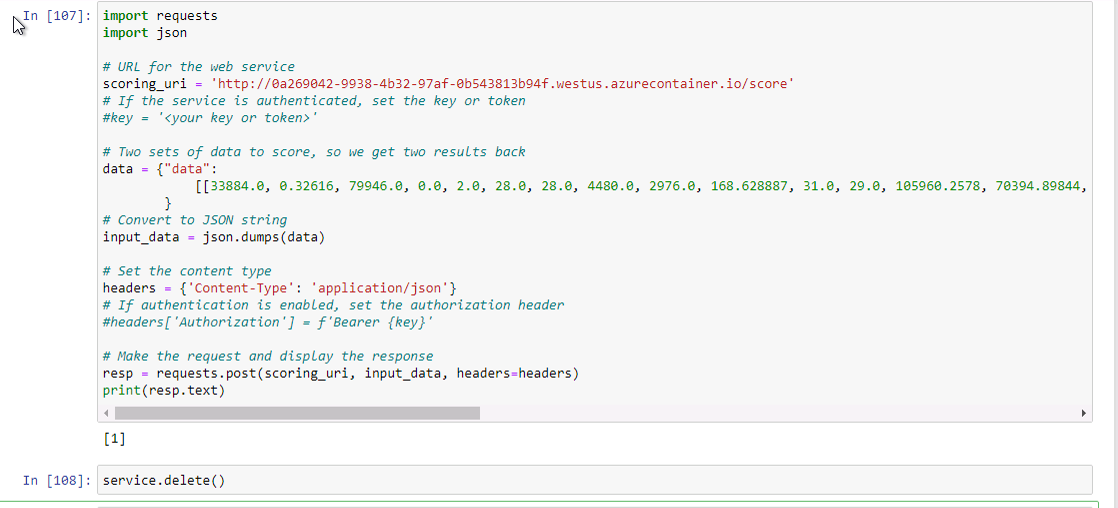 In [107]:
import requests
import json
# URL for the web service
scoring_uri = 'http://0a269042-9938-4b32-97af-0b543813b94f.westus.azurecontainer.io/score'
# If the service is authenticated, set the key or token
#key = '<your key or token>'
# Two sets of data to score, so we get two results back
data = {"data":
[[33884.0, 0.32616, 79946.0, 0.0, 2.0, 28.0, 28.0, 4480.0, 2976.0, 168.628887, 31.0, 29.0, 105960.2578, 70394.89844,
}
# Convert to JSON string
input_data = json.dumps(data)
# Set the content type
headers = {'Content-Type': 'application/json'}
# If authentication is enabled, set the authorization header
#headers['Authorization'] = f'Bearer {key}'
# Make the request and display the response
resp = requests.post(scoring_uri, input_data, headers=headers)
print(resp.text)
[1]
In [108]:
service.delete()